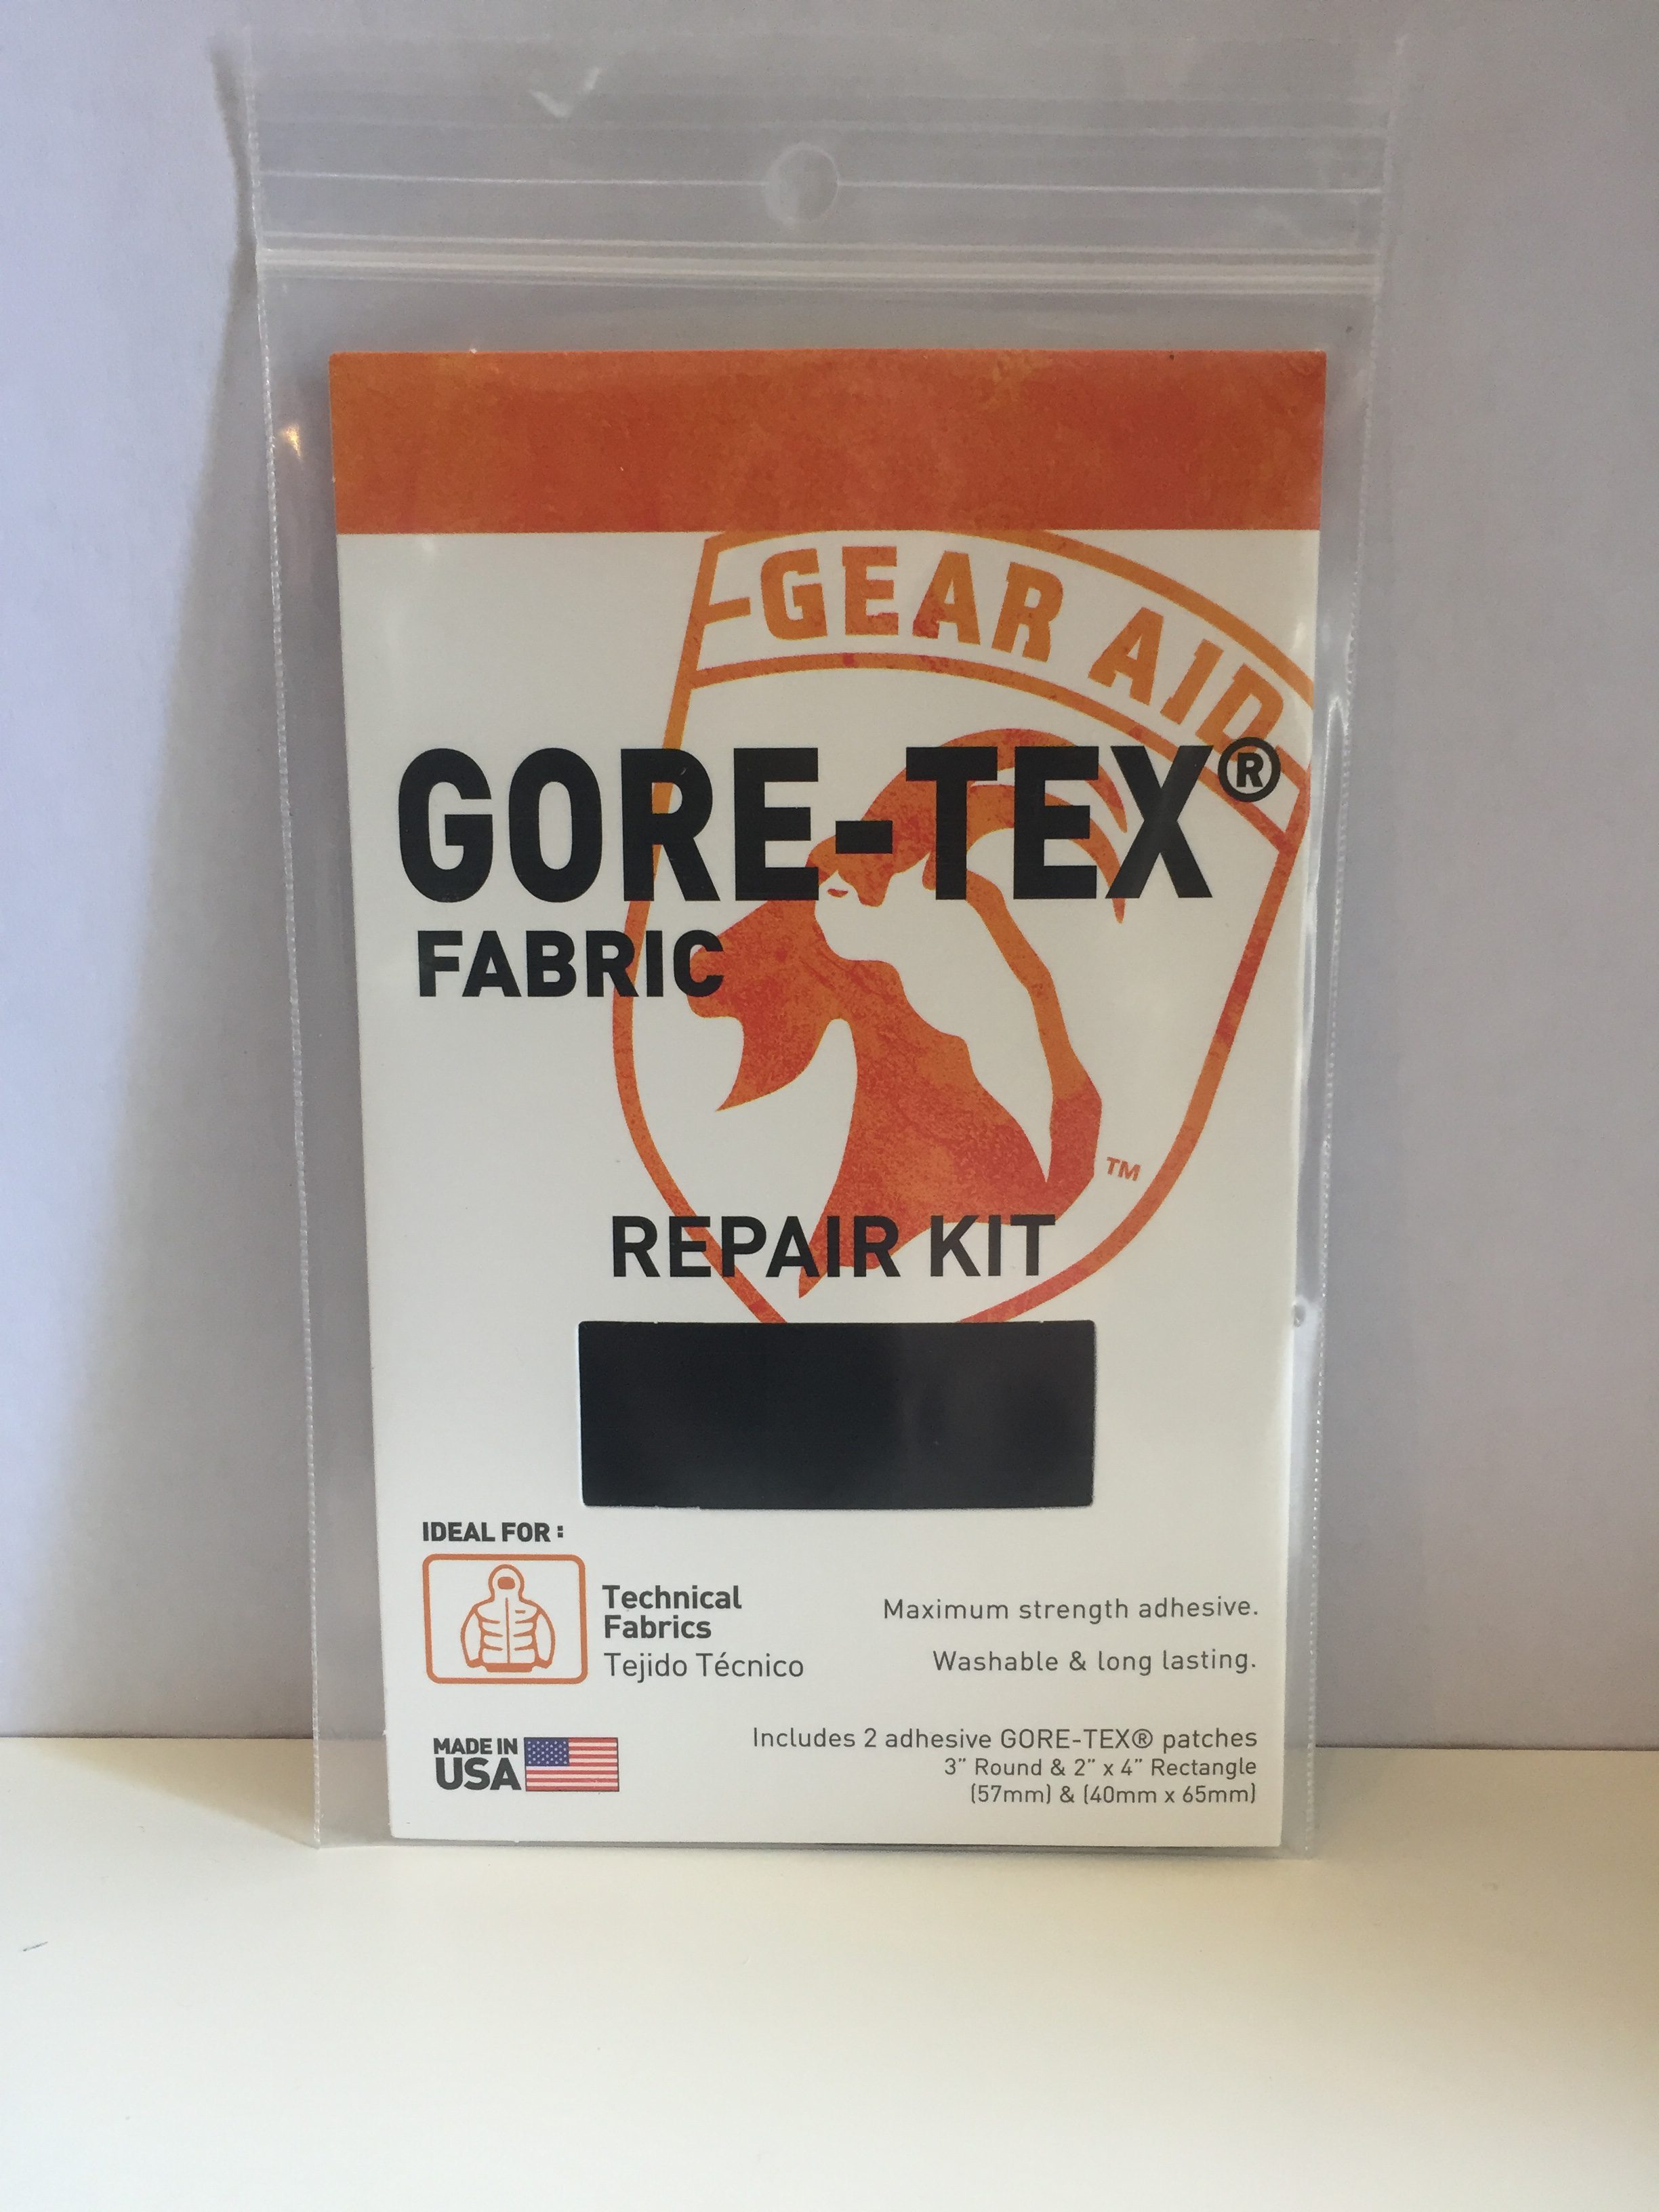 GEAR AID
GORE-TEX®
FABRIC
TM
REPAIR KIT
IDEAL FOR:
Technical
Fabrics
Tejido Técnico
Maximum strength adhesive.
Washable & long lasting.
MADE IN
USA
Includes 2 adhesive GORE-TEX® patches
3” Round & 2” x 4” Rectangle
(57mm) & (40mm x 65mm)